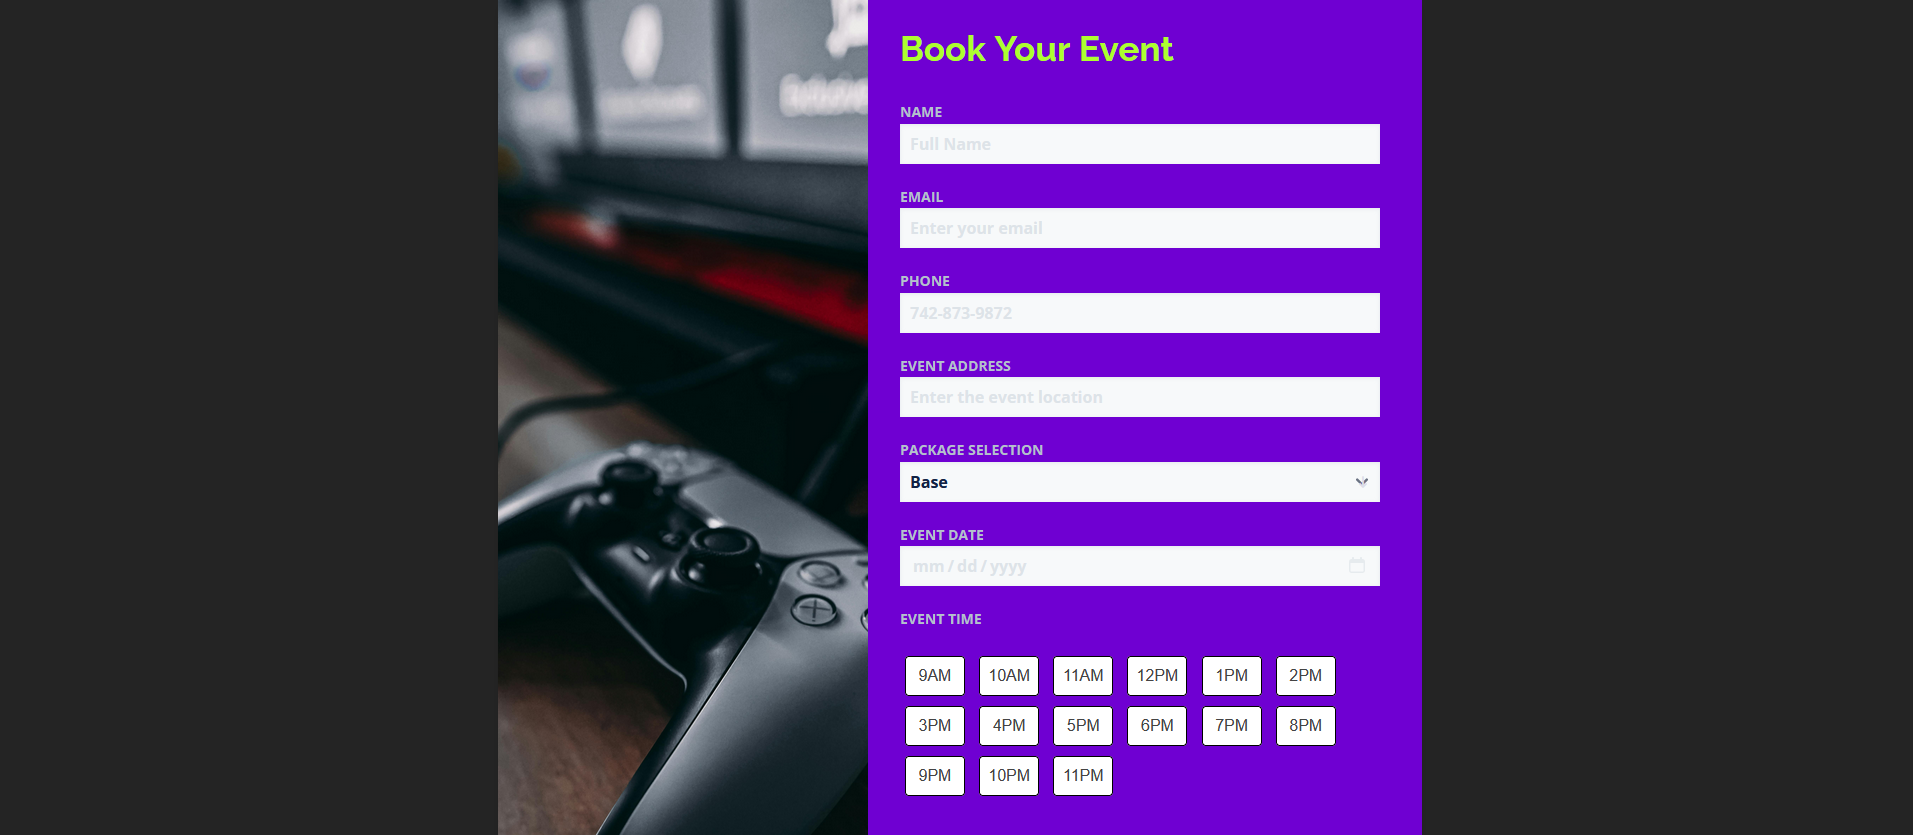 Book Your Event
NAME
Full Name
EMAIL
Enter your email
PHONE
742-873-9872
EVENT ADDRESS
Enter the event location
PACKAGE SELECTION
Base
EVENT DATE
mm / dd / yyyy
EVENT TIME
9AM 10AM 11AM 12PM 1PM 2PM
3PM 4PM 5PM 6PM 7PM 8PM
9PM 10PM 11PM